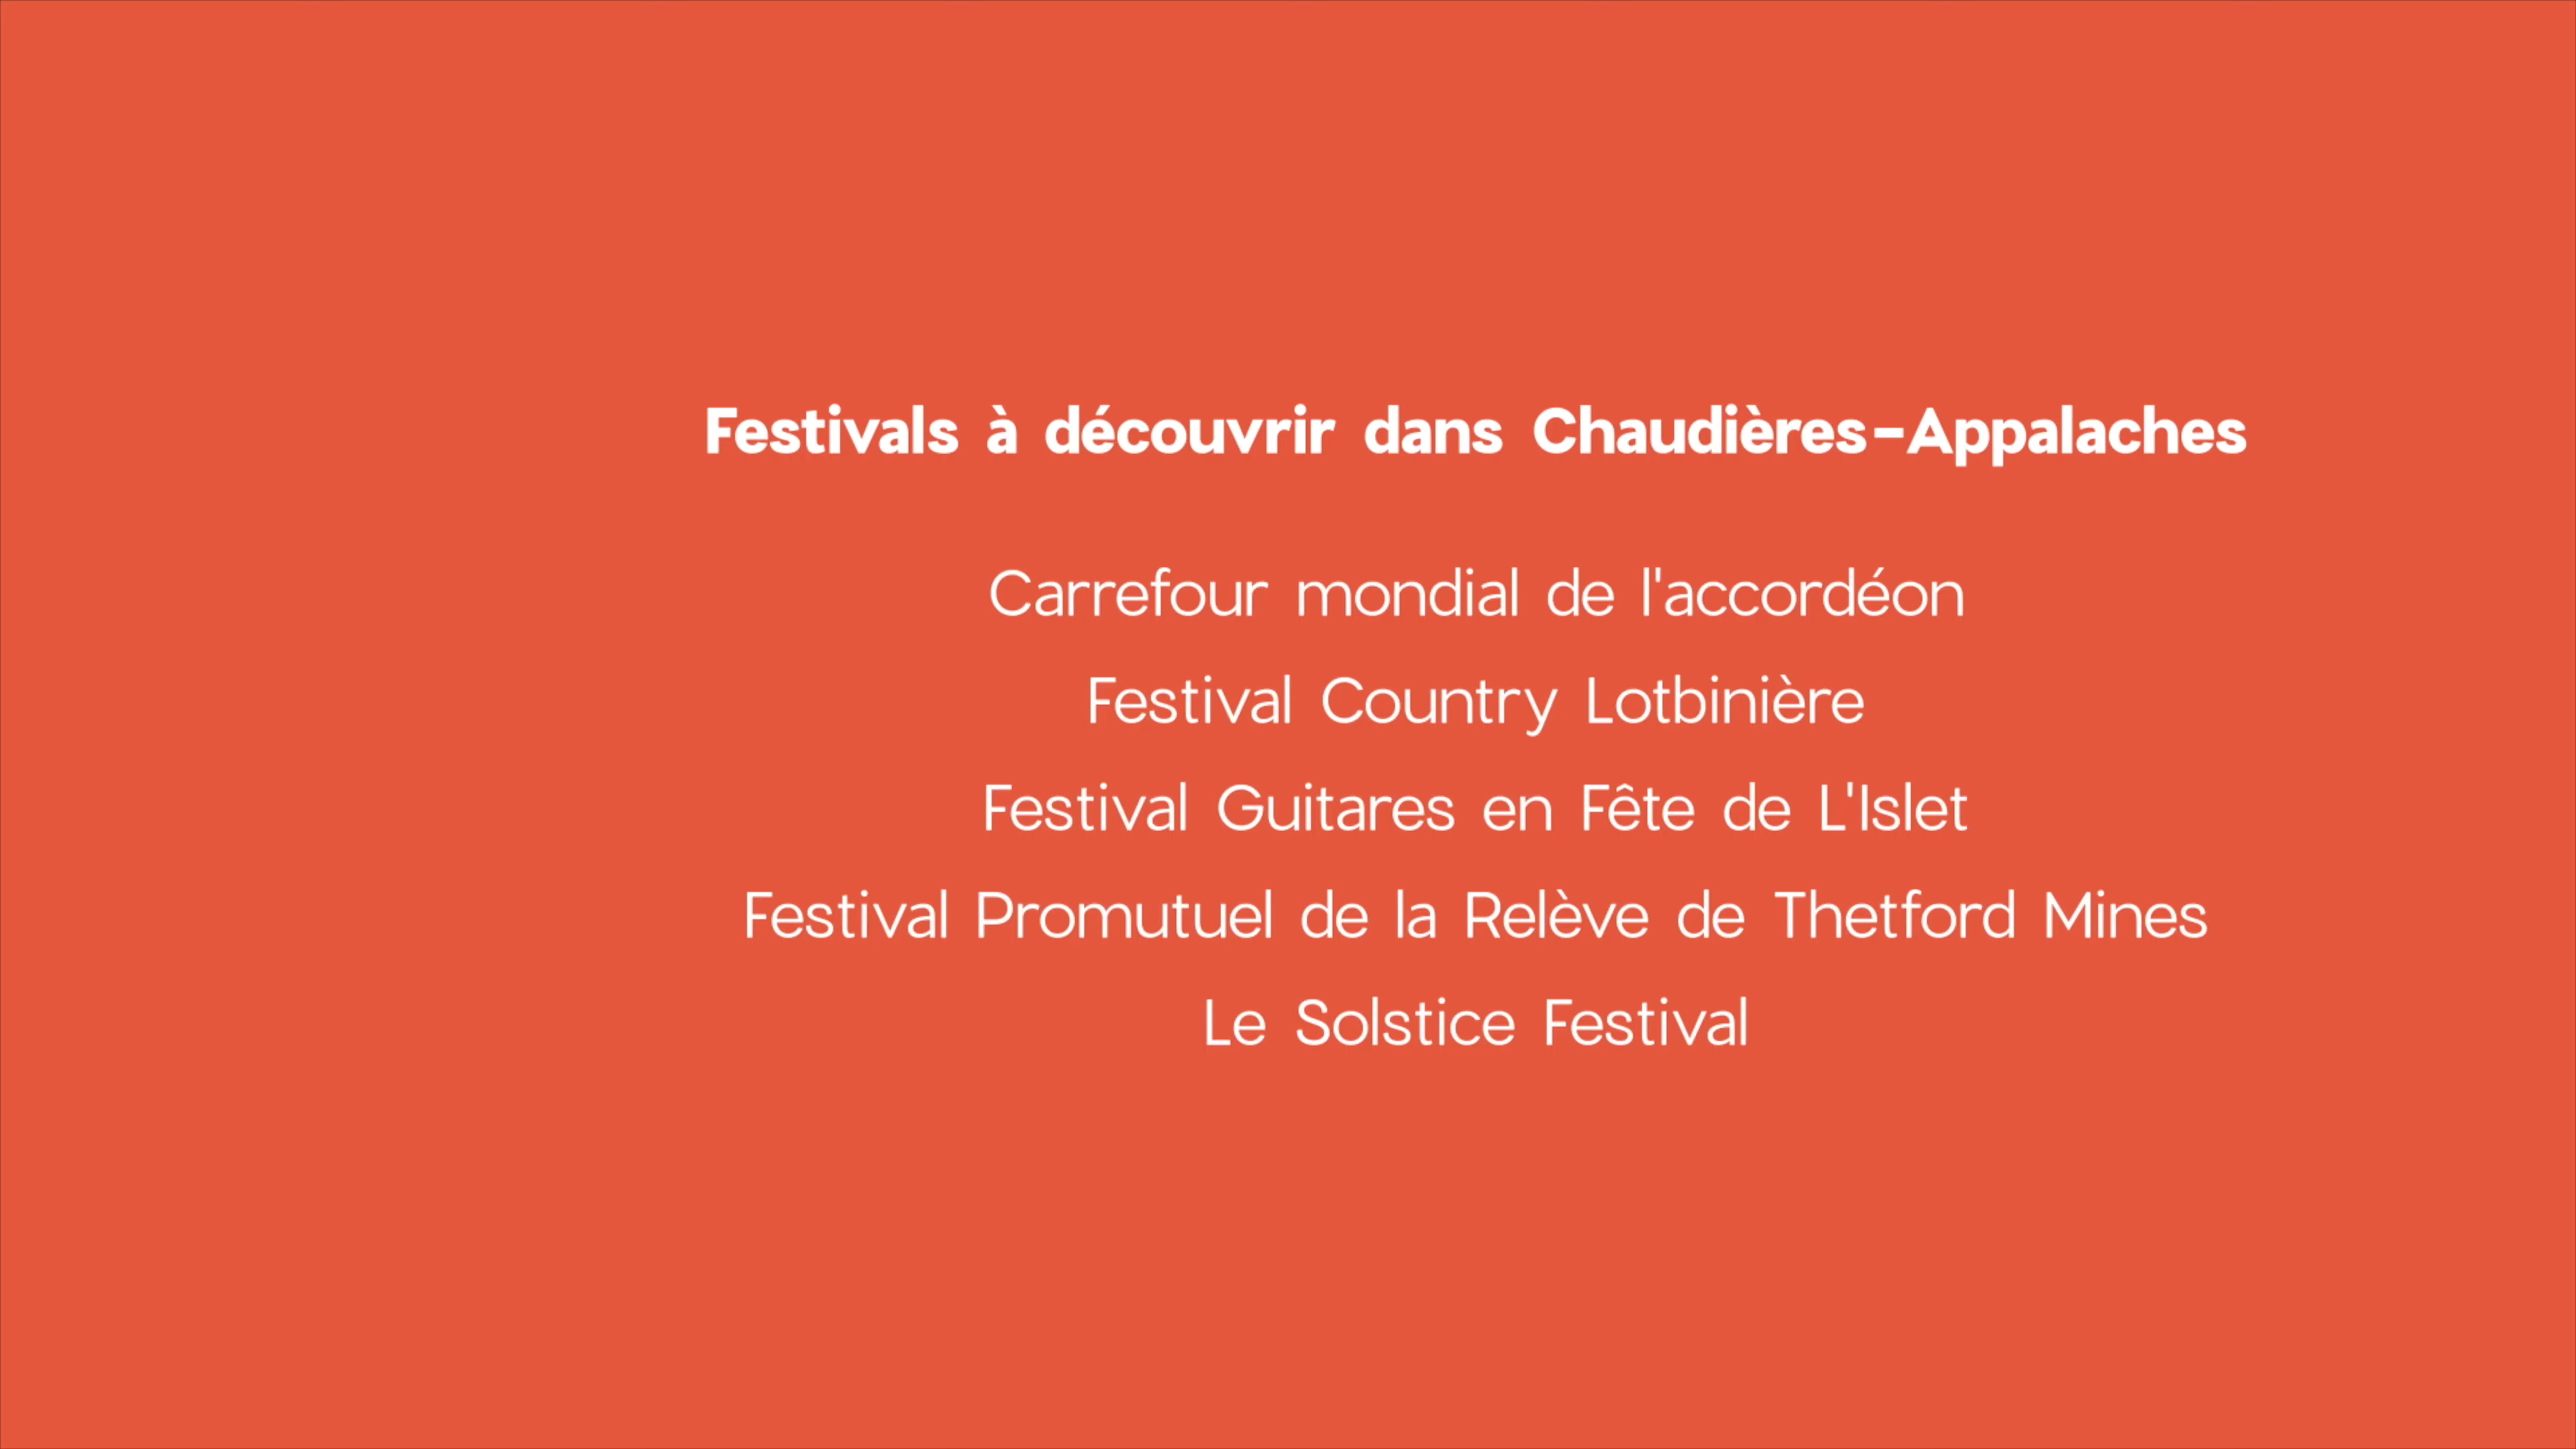 Festivals à découvrir dans Chaudières-Appalaches
Carrefour mondial de l'accordéon
Festival Country Lotbinière
Festival Guitares en Fête de L'Islet
Festival Promutuel de la Relève de Thetford Mines
Le Solstice Festival